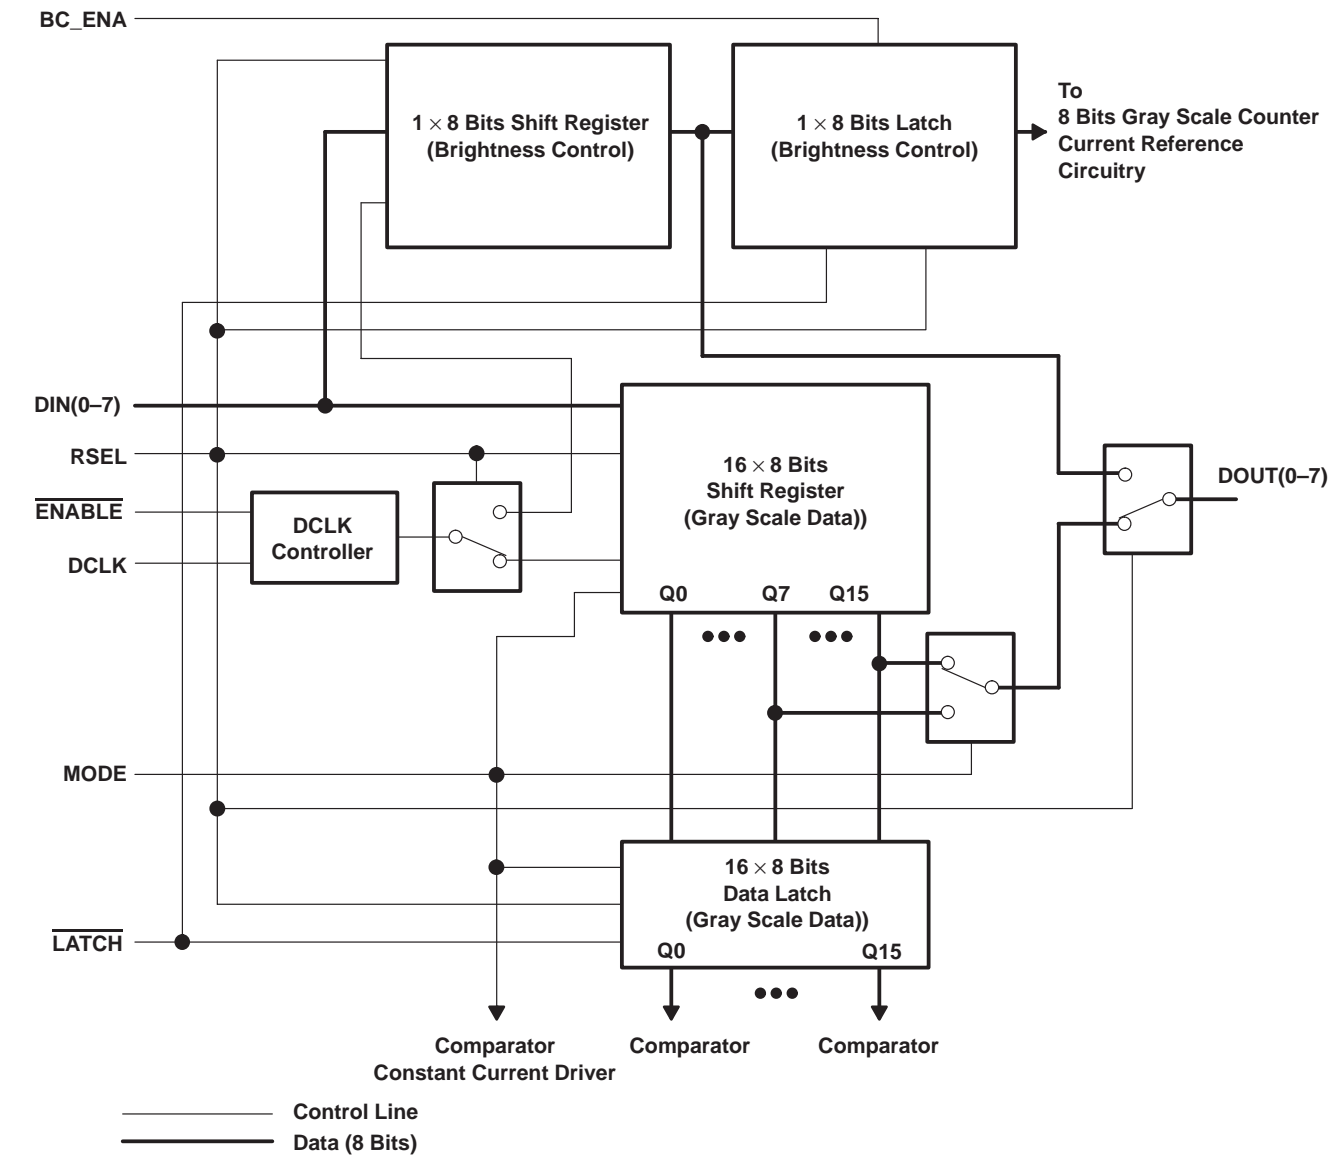 BC_ENA
1 × 8 Bits Shift Register
(Brightness Control)
1 × 8 Bits Latch
(Brightness Control)
To
8 Bits Gray Scale Counter
Current Reference
Circuitry
DIN(0–7)
RSEL
ENABLE
DCLK
DCLK
Controller
16 × 8 Bits
Shift Register
(Gray Scale Data))
Q0 Q7 Q15
DOUT(0–7)
MODE
16 × 8 Bits
Data Latch
(Gray Scale Data))
Q0 Q15
LATCH
Comparator
Constant Current Driver
Comparator
Comparator
Control Line
Data (8 Bits)